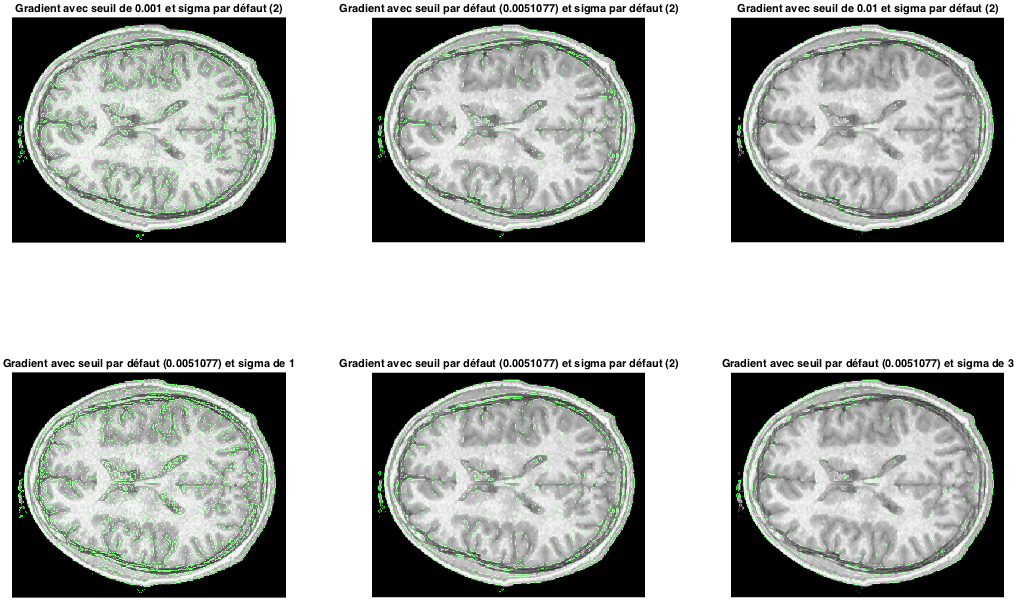 Gradient avec seuil de 0.001 et sigma par défaut (2)
Gradient avec seuil par défaut (0.0051077) et sigma par défaut (2)
Gradient avec seuil de 0.01 et sigma par défaut (2)
Gradient avec seuil par défaut (0.0051077) et sigma de 1
Gradient avec seuil par défaut (0.0051077) et sigma par défaut (2)
Gradient avec seuil par défaut (0.0051077) et sigma de 3